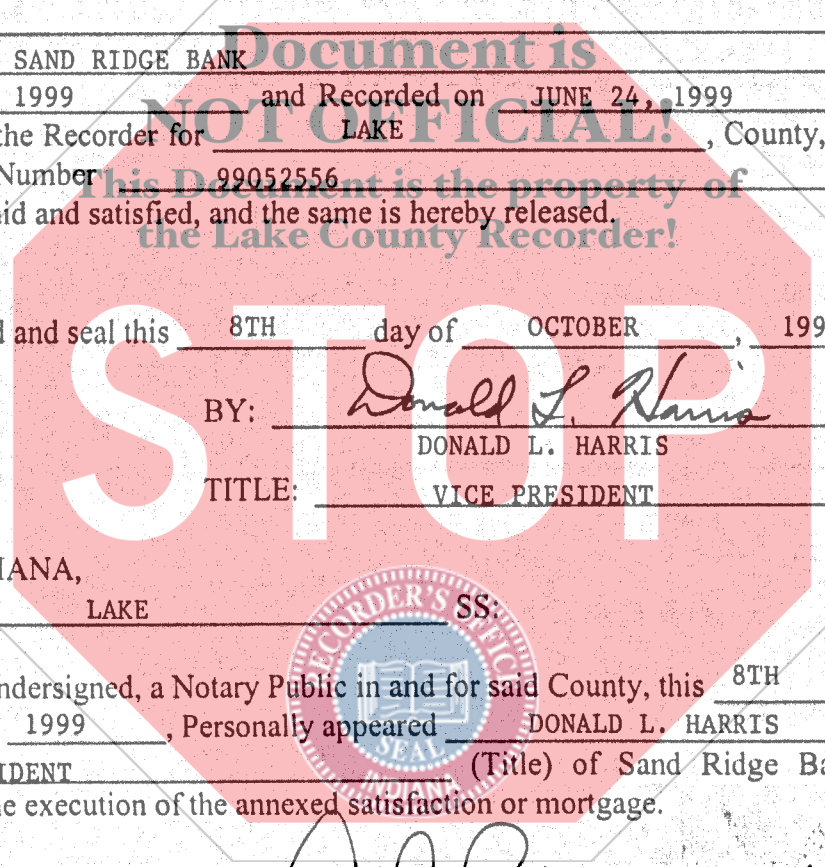 SAND RIDGE BANK
Document is
1999 and Recorded on JUNE 24, 1999
NOT OFFICIAL!
the Recorder for LAKE , County,
Number 99052556
This Document is the property of
aid and satisfied, and the same is hereby released.
the Lake County Recorder!
d and seal this 8TH day of OCTOBER , 199
STOP
BY: Donald L. Harris
DONALD L. HARRIS
TITLE: VICE PRESIDENT
IANA,
LAKE SS:
RECORDER'S OFFICE
SEAL
INDIANA
ndersigned, a Notary Public in and for said County, this 8TH
1999 , Personally appeared DONALD L. HARRIS
IDENT (Title) of Sand Ridge Ba
he execution of the annexed satisfaction or mortgage.